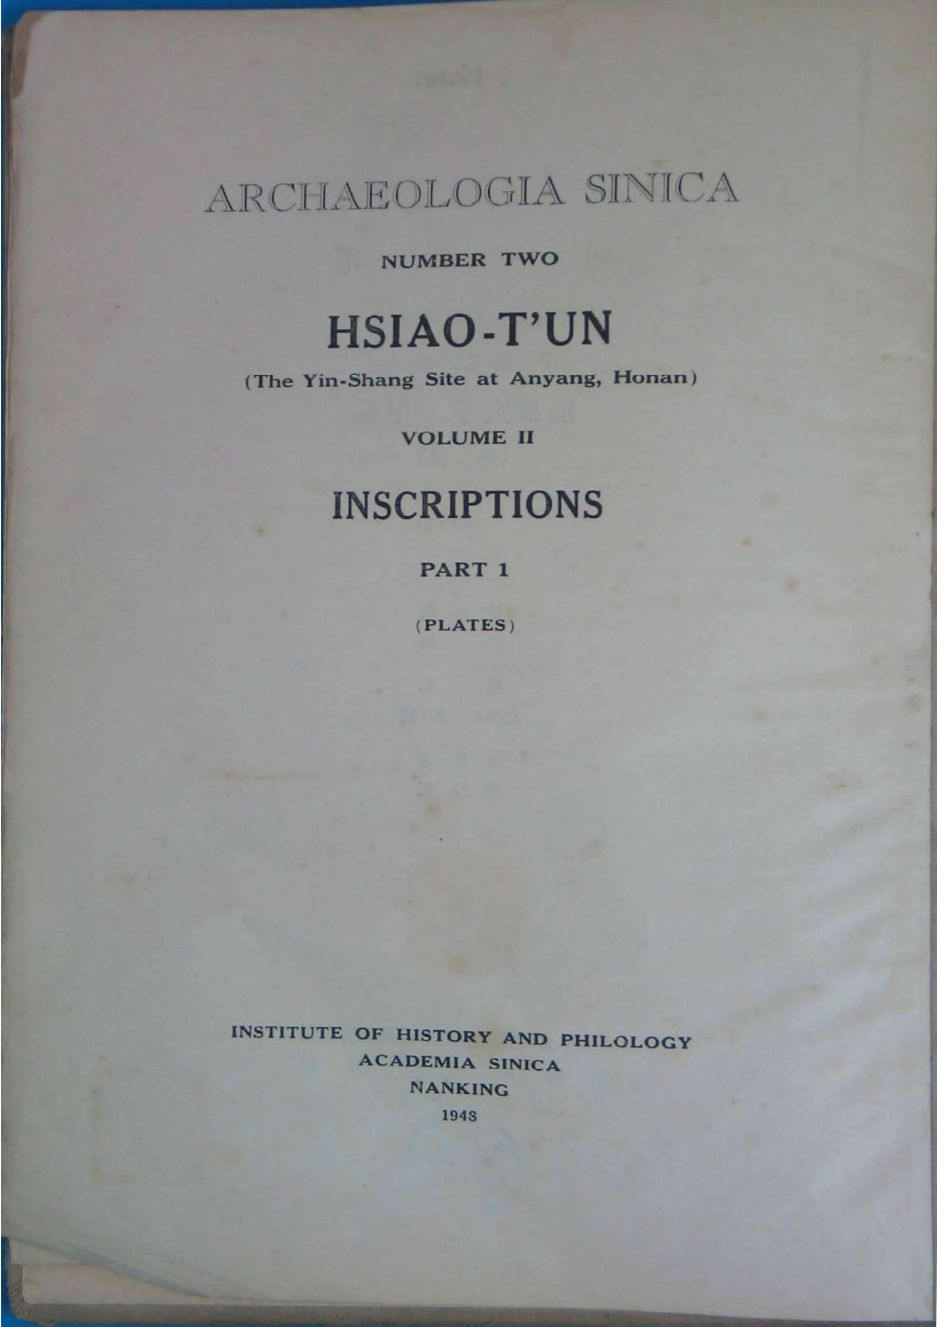 ARCHAEOLOGIA SINICA
NUMBER TWO
HSIAO-T'UN
(The Yin-Shang Site at Anyang, Honan)
VOLUME II
INSCRIPTIONS
PART 1
(PLATES)
INSTITUTE OF HISTORY AND PHILOLOGY
ACADEMIA SINICA
NANKING
1948